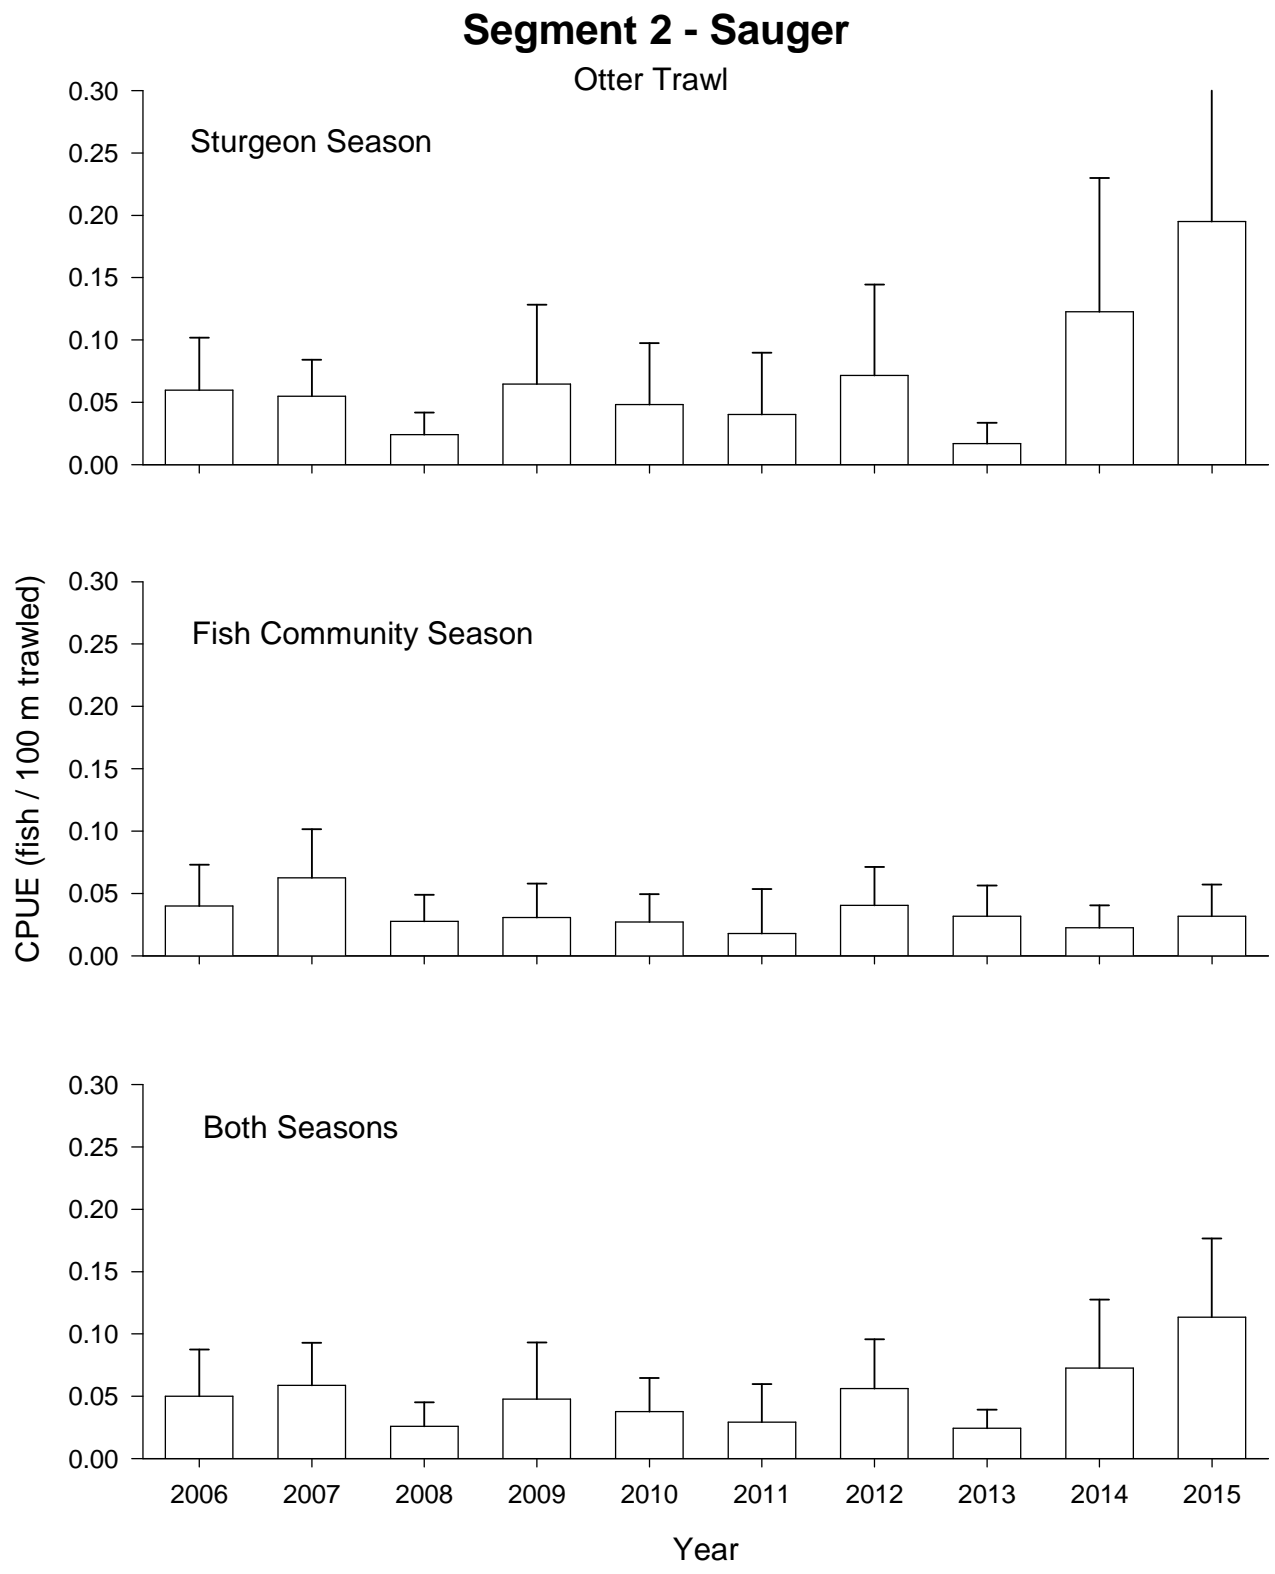 Segment 2 - Sauger
Otter Trawl
Sturgeon Season
0.30
0.25
0.20
0.15
0.10
0.05
0.00
CPUE (fish / 100 m trawled)
Fish Community Season
0.30
0.25
0.20
0.15
0.10
0.05
0.00
Both Seasons
0.30
0.25
0.20
0.15
0.10
0.05
0.00
2006 2007 2008 2009 2010 2011 2012 2013 2014 2015
Year